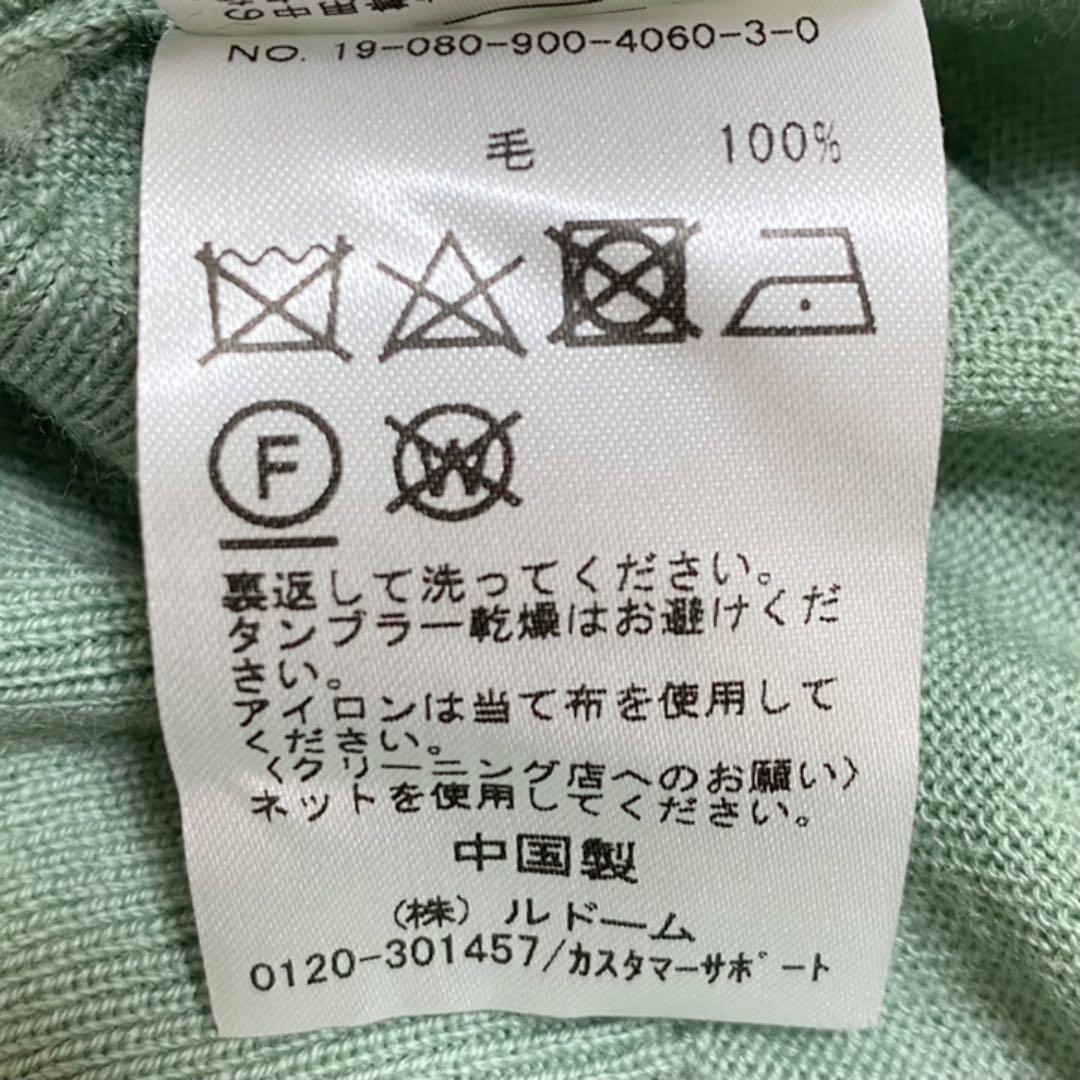 NO. 19-080-900-4060-3-0
毛 100%
F W
裏返して洗ってください。
タンブラー乾燥はお避けくだ
さい。
アイロンは当て布を使用して
ください。
〈クリーニング店へのお願い〉
ネットを使用してください。
中国製
(株) ルドーム
0120-301457/カスタマーサポート